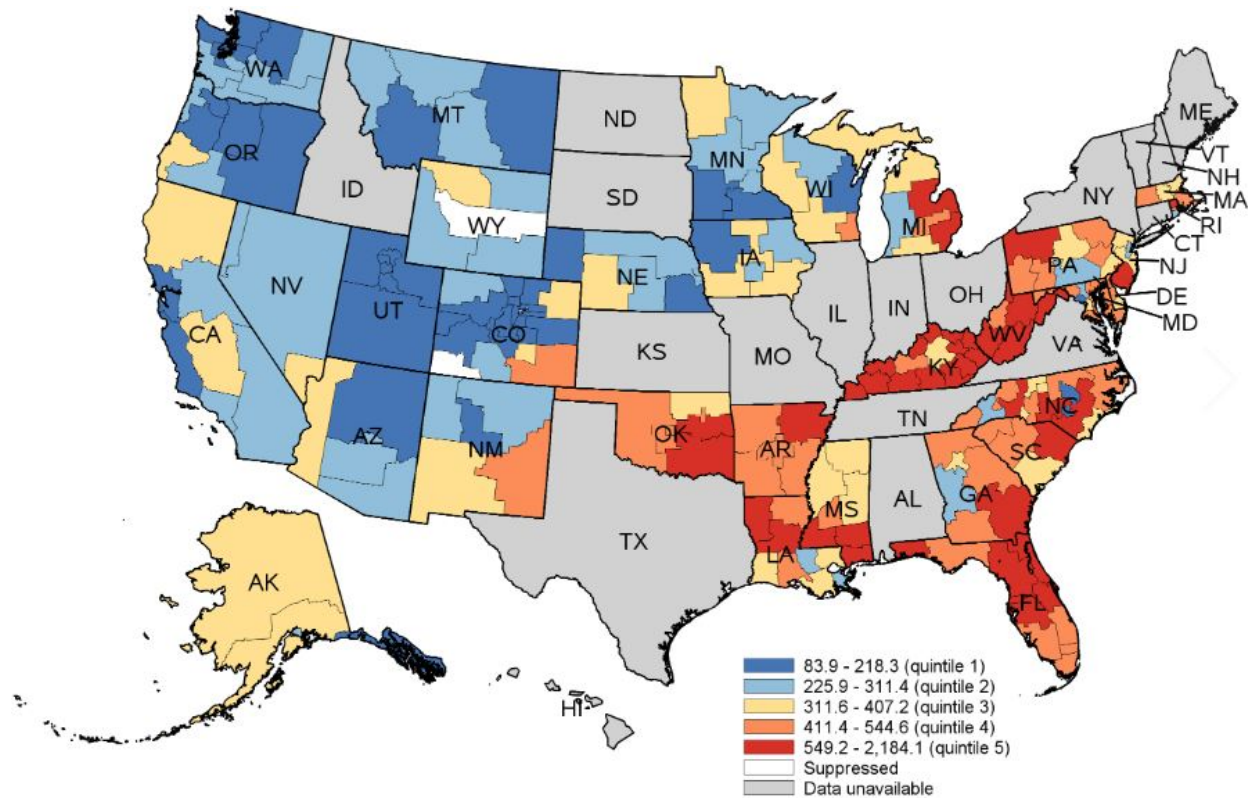 WA
MT
ND
ME
OR
MN
VT
ID
SD
WI
NH
NY
MA
WY
MI
RI
IA
CT
PA
NJ
NE
NV
OH
DE
UT
IL
IN
MD
CA
CO
WV
VA
KS
MO
KY
NC
TN
AZ
OK
NM
AR
SC
GA
MS
AL
TX
LA
AK
FL
HI
83.9 - 218.3 (quintile 1)
225.9 - 311.4 (quintile 2)
311.6 - 407.2 (quintile 3)
411.4 - 544.6 (quintile 4)
549.2 - 2,184.1 (quintile 5)
Suppressed
Data unavailable